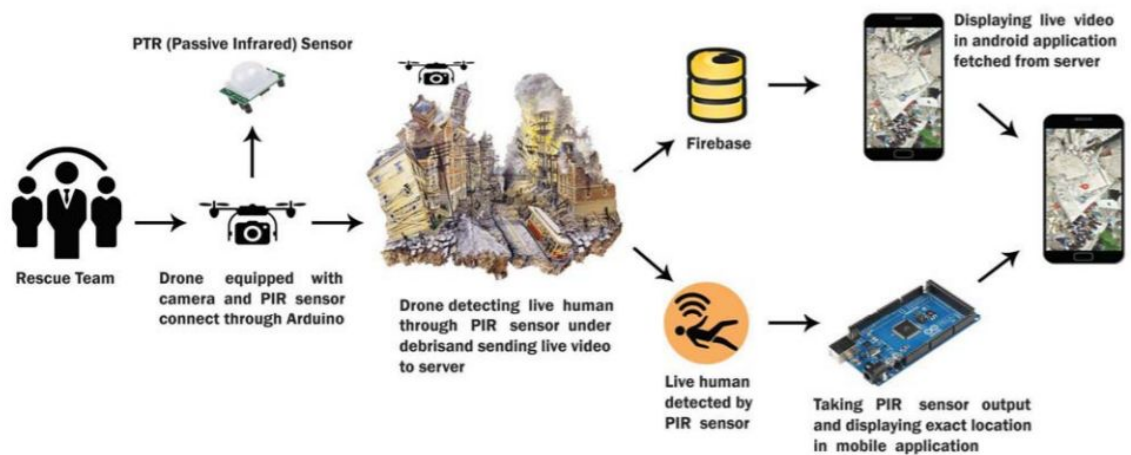 PTR (Passive Infrared) Sensor
Rescue Team
Drone equipped with
camera and PIR sensor
connect through Arduino
Drone detecting live human
through PIR sensor under
debrisand sending live video
to server
Firebase
Displaying live video
in android application
fetched from server
Live human
detected by
PIR sensor
Taking PIR sensor output
and displaying exact location
in mobile application